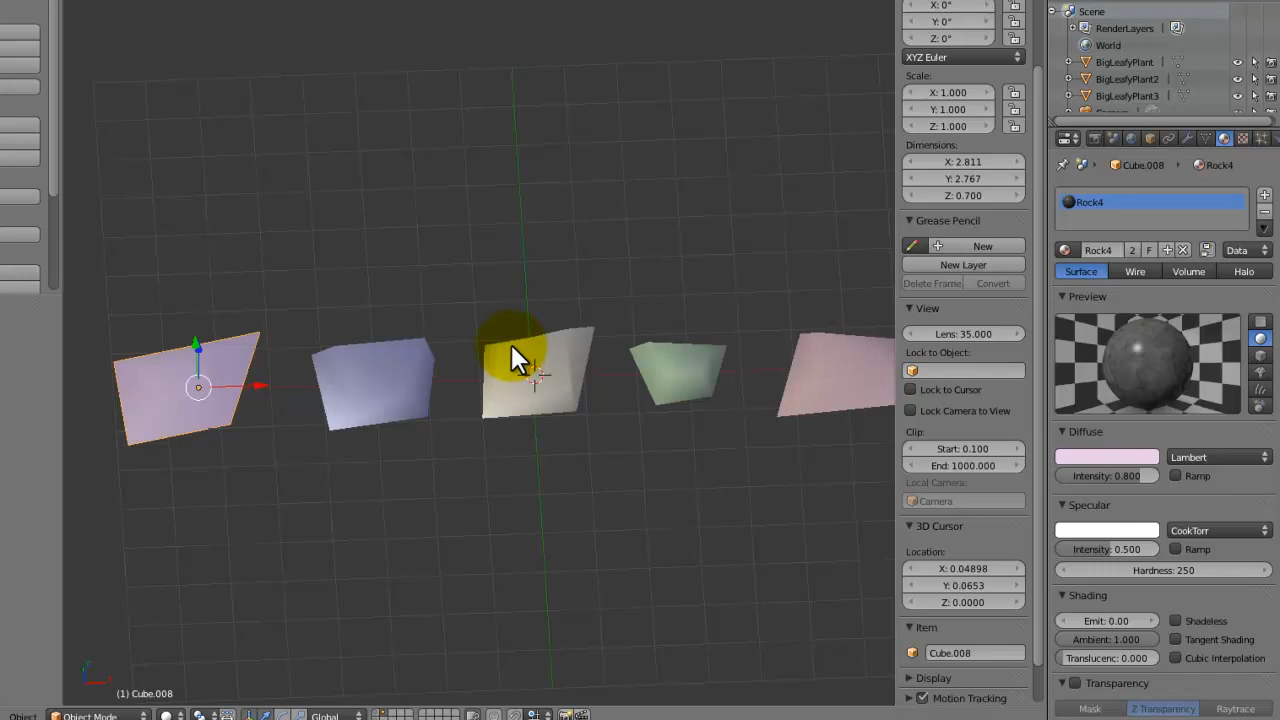 X: 0°
Y: 0°
Z: 0°
XYZ Euler
Scale:
X: 1.000
Y: 1.000
Z: 1.000
Dimensions:
X: 2.811
Y: 2.767
Z: 0.700
Grease Pencil
New
New Layer
Delete Frame
Convert
View
Lens: 35.000
Lock to Object:
Lock to Cursor
Lock Camera to View
Clip:
Start: 0.100
End: 1000.000
Local Camera:
Camera
3D Cursor
Location:
X: 0.04898
Y: 0.0653
Z: 0.0000
Item
Cube.008
Display
Motion Tracking
Scene
RenderLayers
World
BigLeafyPlant
BigLeafyPlant2
BigLeafyPlant3
Cube.008
Rock4
Rock4
Rock4 2 F Data
Surface Wire Volume Halo
Preview
Diffuse
Lambert
Intensity: 0.800 Ramp
Specular
CookTorr
Intensity: 0.500 Ramp
Hardness: 250
Shading
Emit: 0.00 Shadeless
Ambient: 1.000 Tangent Shading
Translucenc: 0.000 Cubic Interpolation
Transparency
Mask Z Transparency Raytrace
(1) Cube.008
Object Object Mode Global